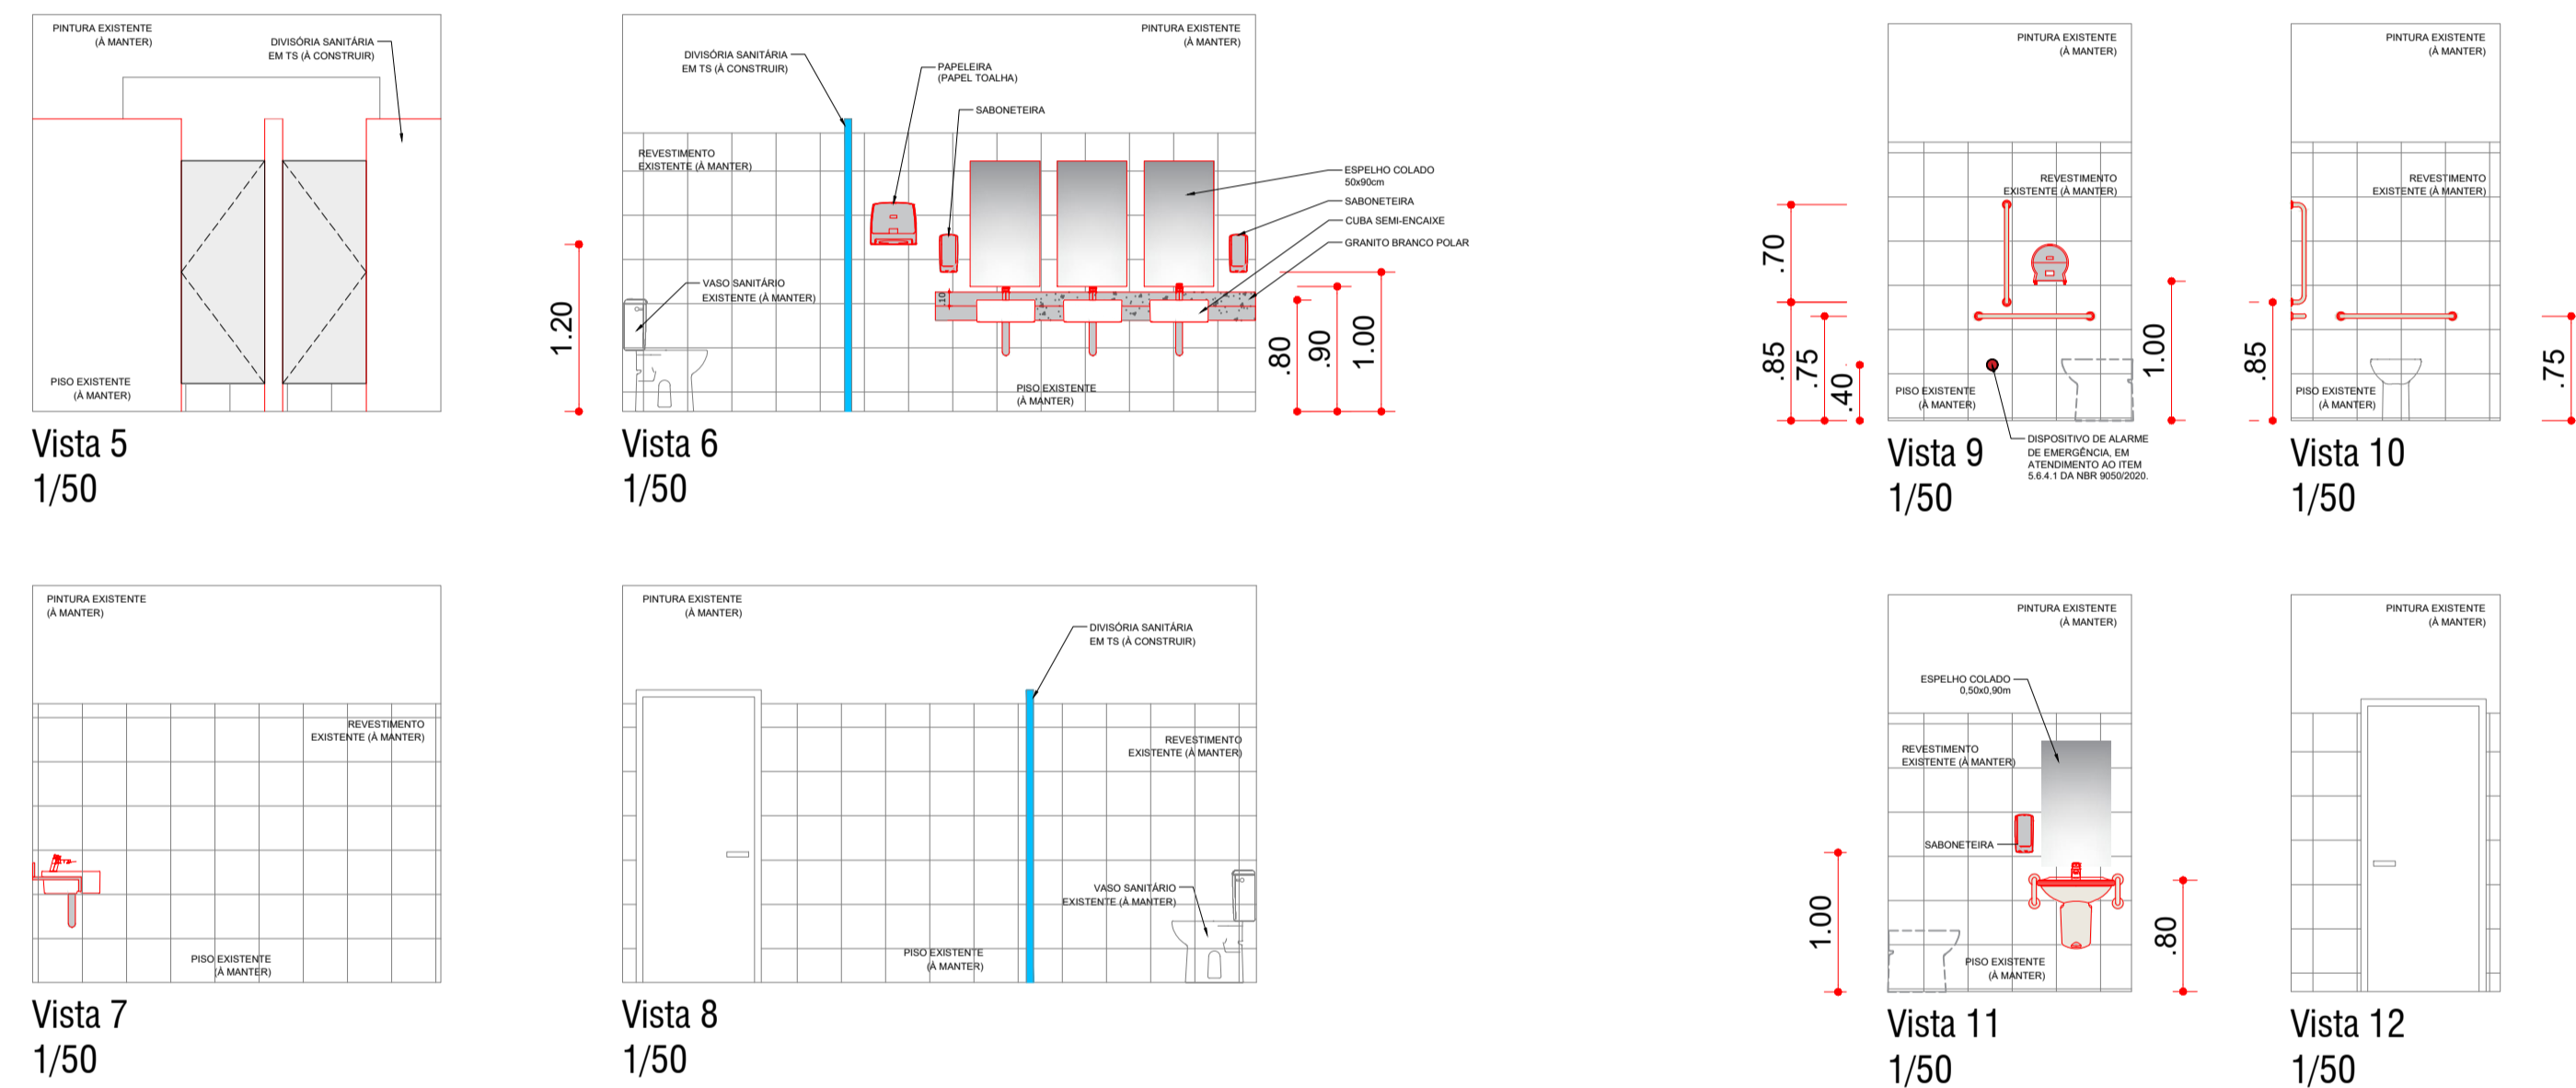 PINTURA EXISTENTE
(À MANTER)
DIVISÓRIA SANITÁRIA
EM TS (À CONSTRUIR)
PISO EXISTENTE
(À MANTER)
Vista 5
1/50
1.20
PINTURA EXISTENTE
(À MANTER)
DIVISÓRIA SANITÁRIA
EM TS (À CONSTRUIR)
PAPELEIRA
(PAPEL TOALHA)
SABONETEIRA
REVESTIMENTO
EXISTENTE (À MANTER)
ESPELHO COLADO
50x90cm
SABONETEIRA
CUBA SEMI-ENCAIXE
GRANITO BRANCO POLAR
VASO SANITÁRIO
EXISTENTE (À MANTER)
.10
PISO EXISTENTE
(À MANTER)
.80
.90
1.00
Vista 6
1/50
PINTURA EXISTENTE
(À MANTER)
REVESTIMENTO
EXISTENTE (À MANTER)
.70
.85
.75
.40
1.00
PISO EXISTENTE
(À MANTER)
DISPOSITIVO DE ALARME
DE EMERGÊNCIA, EM
ATENDIMENTO AO ITEM
5.6.4.1 DA NBR 9050/2020.
Vista 9
1/50
PINTURA EXISTENTE
(À MANTER)
REVESTIMENTO
EXISTENTE (À MANTER)
.85
.75
PISO EXISTENTE
(À MANTER)
Vista 10
1/50
PINTURA EXISTENTE
(À MANTER)
REVESTIMENTO
EXISTENTE (À MANTER)
PISO EXISTENTE
(À MANTER)
Vista 7
1/50
PINTURA EXISTENTE
(À MANTER)
DIVISÓRIA SANITÁRIA
EM TS (À CONSTRUIR)
REVESTIMENTO
EXISTENTE (À MANTER)
VASO SANITÁRIO
EXISTENTE (À MANTER)
PISO EXISTENTE
(À MANTER)
Vista 8
1/50
PINTURA EXISTENTE
(À MANTER)
ESPELHO COLADO
0,50x0,90m
REVESTIMENTO
EXISTENTE (À MANTER)
SABONETEIRA
1.00
.80
PISO EXISTENTE
(À MANTER)
Vista 11
1/50
PINTURA EXISTENTE
(À MANTER)
Vista 12
1/50